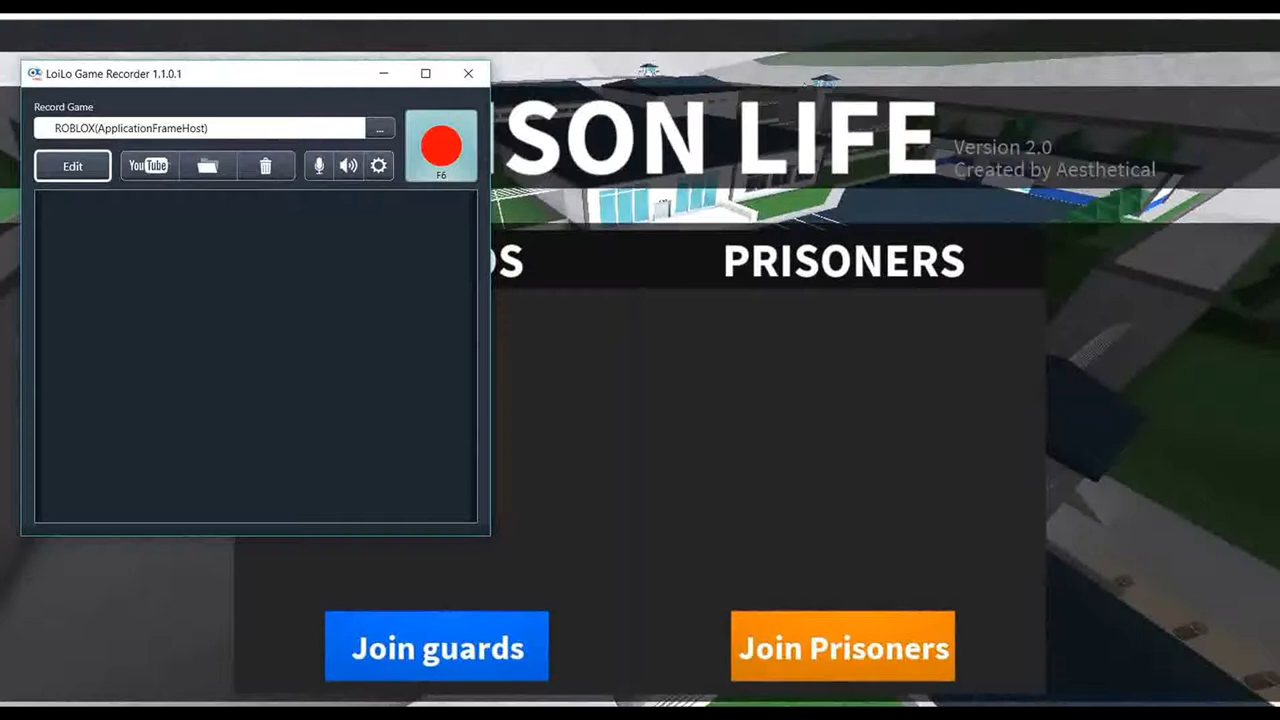 LoiLo Game Recorder 1.1.0.1
Record Game
ROBLOX(ApplicationFrameHost)
...
Edit
YouTube
F6
SON LIFE
Version 2.0
Created by Aesthetical
DS
PRISONERS
Join guards
Join Prisoners